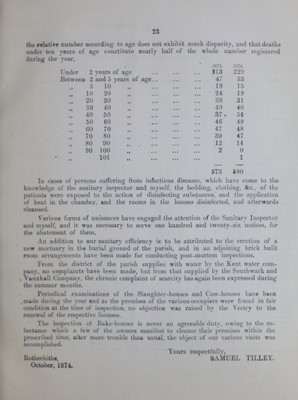 23
the relative number according to age does not exhibit much disparity, and that deaths
under ten years of age constitute nearly half of the whole number registered
during the year.
1873. 1874.
Under 2 years of age ... ... ... 213 229
Between 2 and 5 years of age... ... ... 47 33
„ 5 10 „ ... ... ... 19 15
„ 10 20 „ ... ... ... 24 19
„ 20 30 „ ... ... ... 39 31
„ 30 40 „ ... ... ... 49 40
„ 40 50 „ ... ... ... 37 54
„ 50 60 „ ... ... ... 46 49
„ 60 70 „ ... ... ... 47 48
„ 70 80 „ ... ... ... 39 47
„ 80 90 „ ... ... ... 12 14
„ 90 100 „ ... ... ... 2 0
„ 101 „ ... ... ... 1
573 580
In cases of persons suffering from infectious disease, which have come to the
knowledge of the sanitary inspector and myself, the bedding, clothing, &c., of the
patients were exposed to the action of disinfecting substances, and the application
of heat in the chamber, and the rooms in the houses disinfected, and afterwards
cleansed.
Various forms of nuisances have engaged the attention of the Sanitary Inspector
and myself, and it was necessary to serve one hundred and twenty-six notices, for
the abatement of them.
An addition to our sanitary efficiency is to be attributed to the erection of a
new mortuary in the burial ground of the parish, and in an adjoining brick built
room arrangements have been made for conducting post-mortem inspections.
From the district of the parish supplied with water by the Kent water com-
pany, no complaints have been made, but from that supplied by the Southwark and
Vauxhall Company, the chronic complaint of scarcity has again been expressed during
the summer months.
Periodical examinations of the Slaughter-houses and Cow-houses have been
made during the year and as the premises of the various occupiers were found in fair
condition at the time of inspection, no objection was raised by the Vestry to the
renewal of the respective licenses.
The inspection of Bake-houses is never an agreeable duty, owing to the re-
luctance which a few of the owners manifest to cleanse their premises within the
prescribed time, after more trouble than usual, the object of our various visits was
accomplished.
Yours respectfully,
Rotherhithe, SAMUEL TILLEY.
October, 1874.